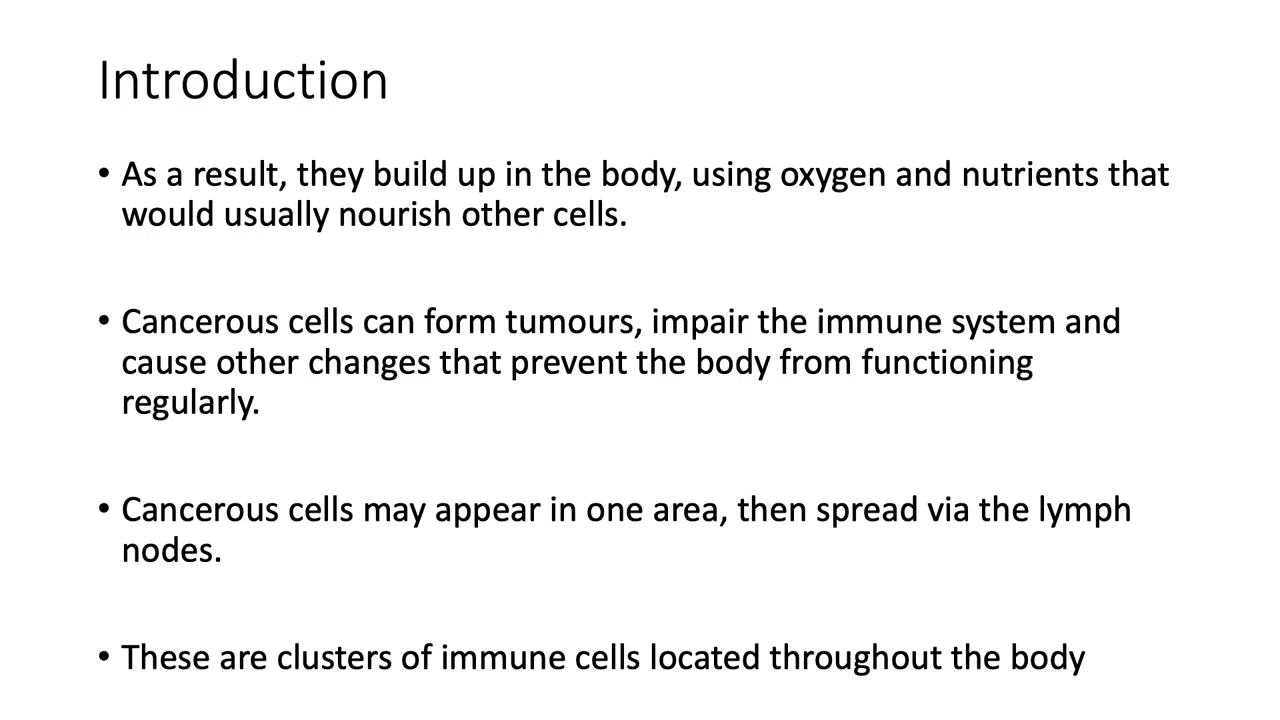 Introduction
• As a result, they build up in the body, using oxygen and nutrients that
would usually nourish other cells.
• Cancerous cells can form tumours, impair the immune system and
cause other changes that prevent the body from functioning
regularly.
• Cancerous cells may appear in one area, then spread via the lymph
nodes.
• These are clusters of immune cells located throughout the body